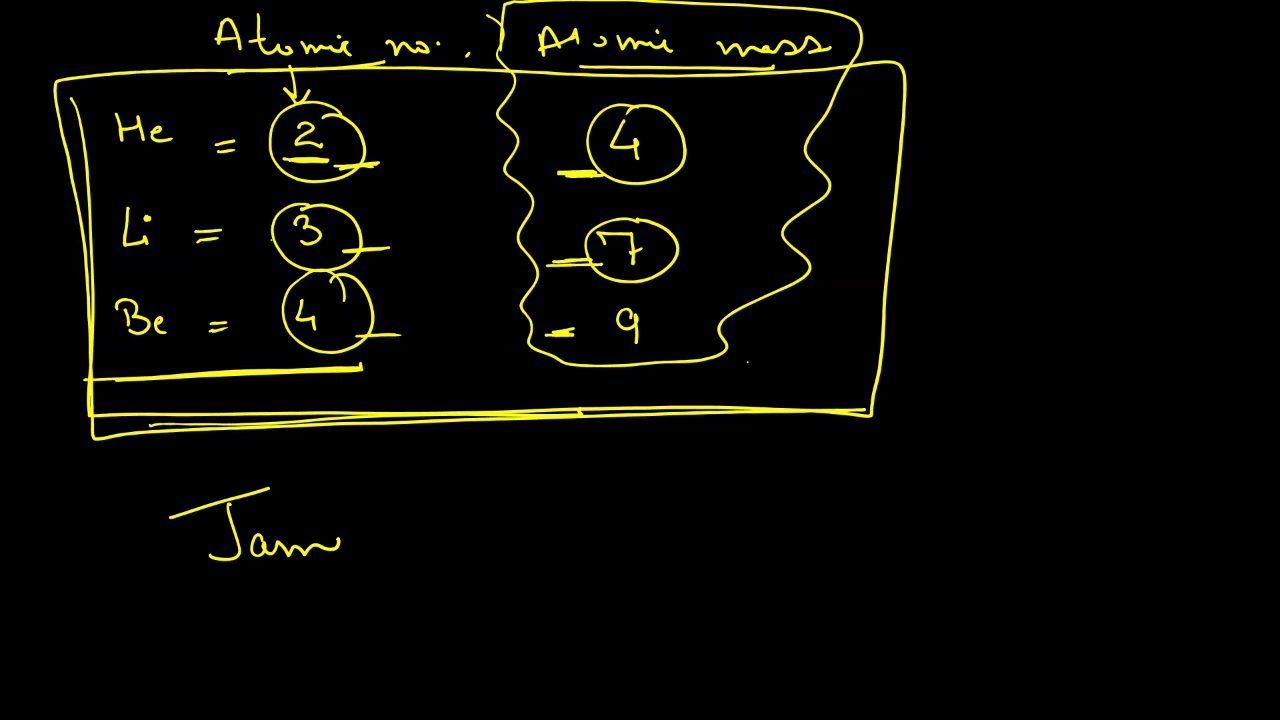 Atomic no. Atomic mass
He = 2 4
Li = 3 7
Be = 4 9
Jam